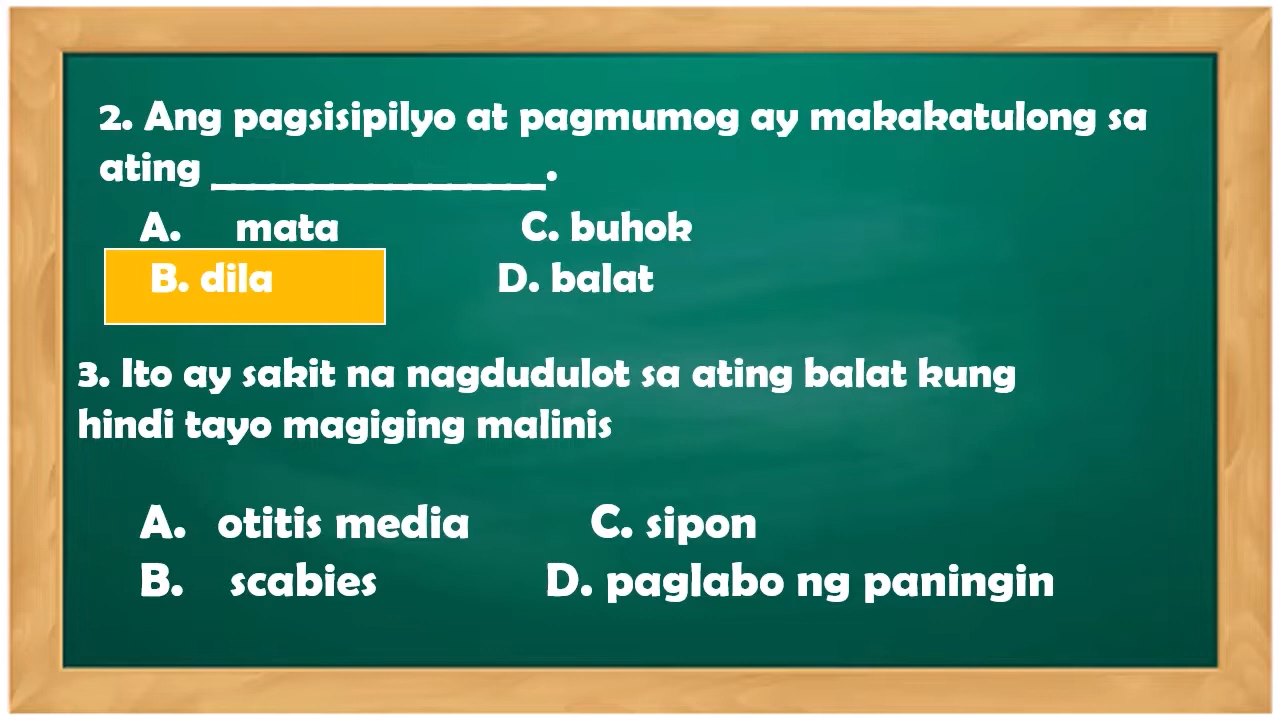 2. Ang pagsisipilyo at pagmumog ay makakatulong sa
ating _________________.
A. mata C. buhok
B. dila D. balat
3. Ito ay sakit na nagdudulot sa ating balat kung
hindi tayo magiging malinis
A. otitis media C. sipon
B. scabies D. paglabo ng paningin